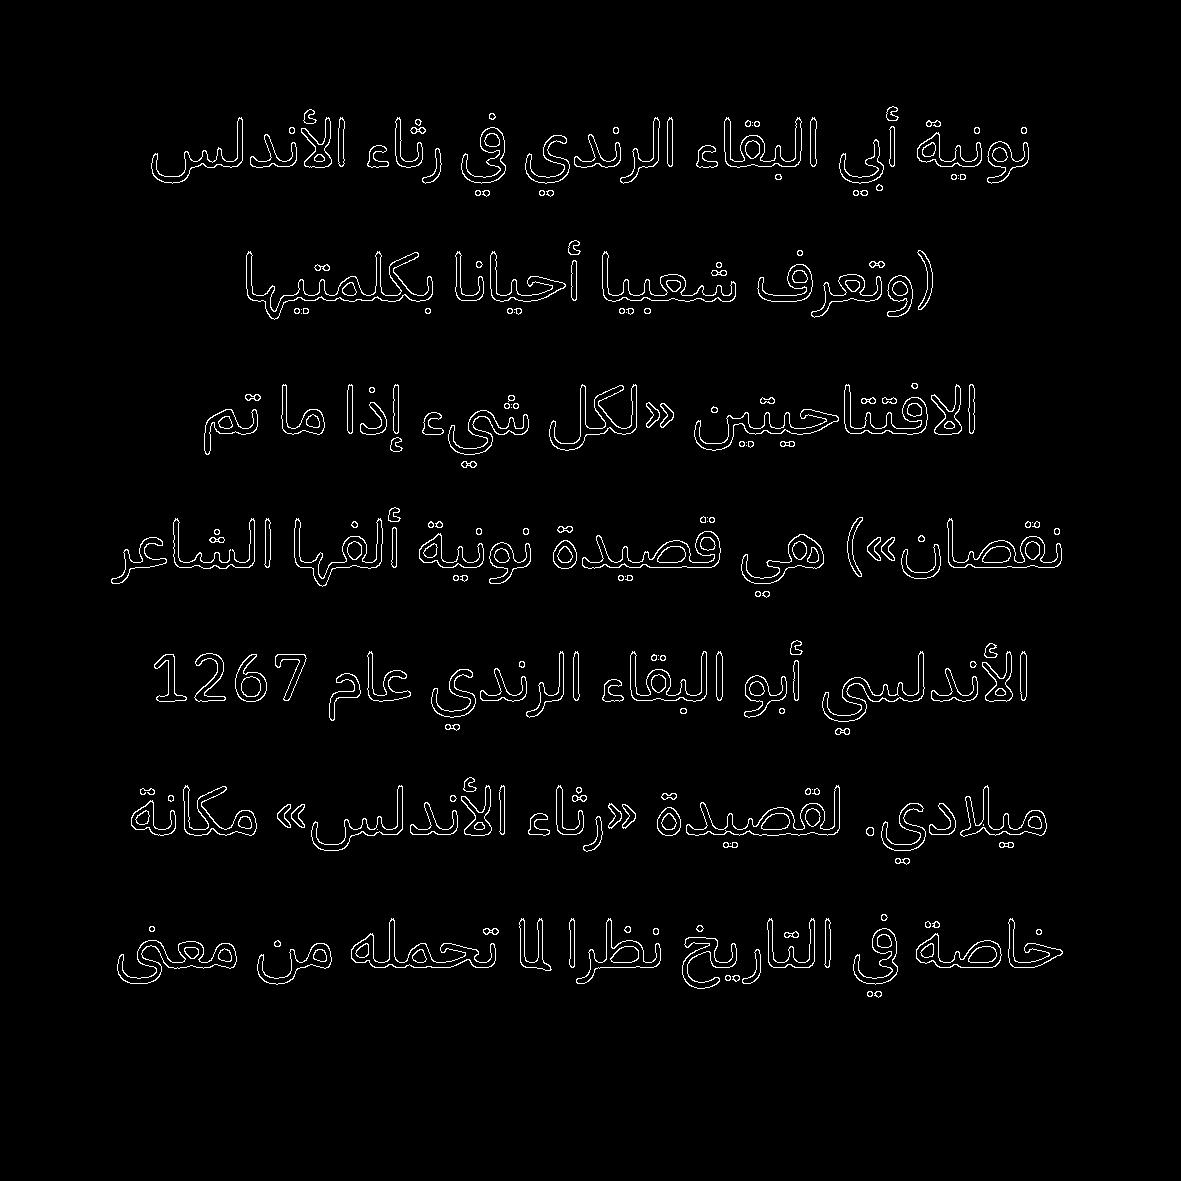 نونية أبي البقاء الرندي في رثاء الأندلس
(وتعرف شعبيا أحيانا بكلمتيها
الافتتاحيتين «لكل شيء إذا ما تم
نقصان») هي قصيدة نونية ألفها الشاعر
الأندلسي أبو البقاء الرندي عام 1267
ميلادي. لقصيدة «رثاء الأندلس» مكانة
خاصة في التاريخ نظرا لما تحمله من معنى